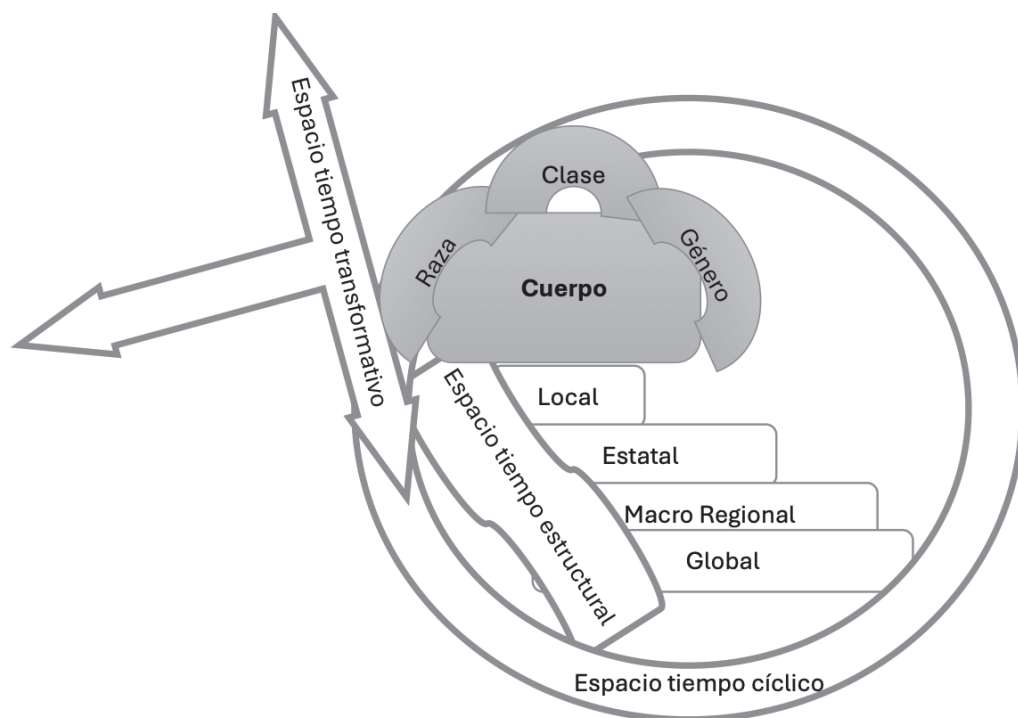 Espacio tiempo transformativo
Clase
Raza
Género
Cuerpo
Espacio tiempo estructural
Local
Estatal
Macro Regional
Global
Espacio tiempo cíclico